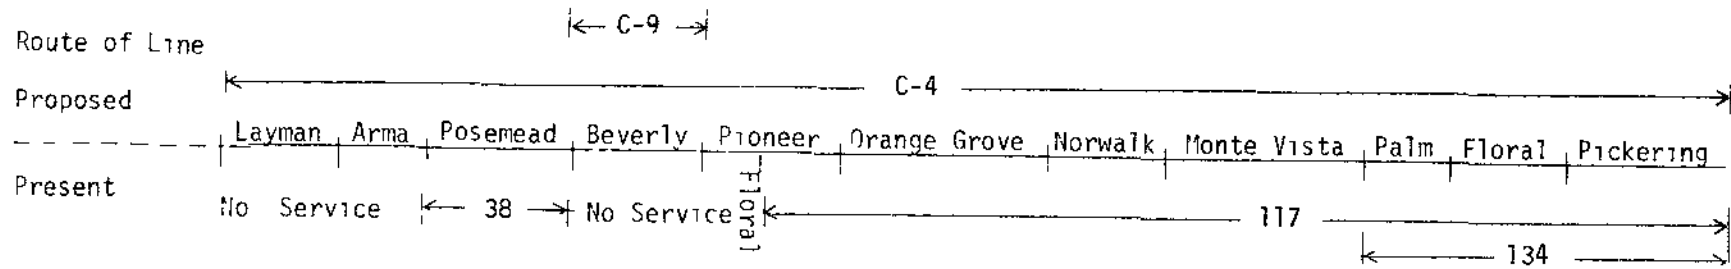 C-9
Route of Line
C-4
Proposed
Layman Arma Posemead Beverly Pioneer Orange Grove Norwalk Monte Vista Palm Floral Pickering
Present
No Service 38 No Service Floral 117
134